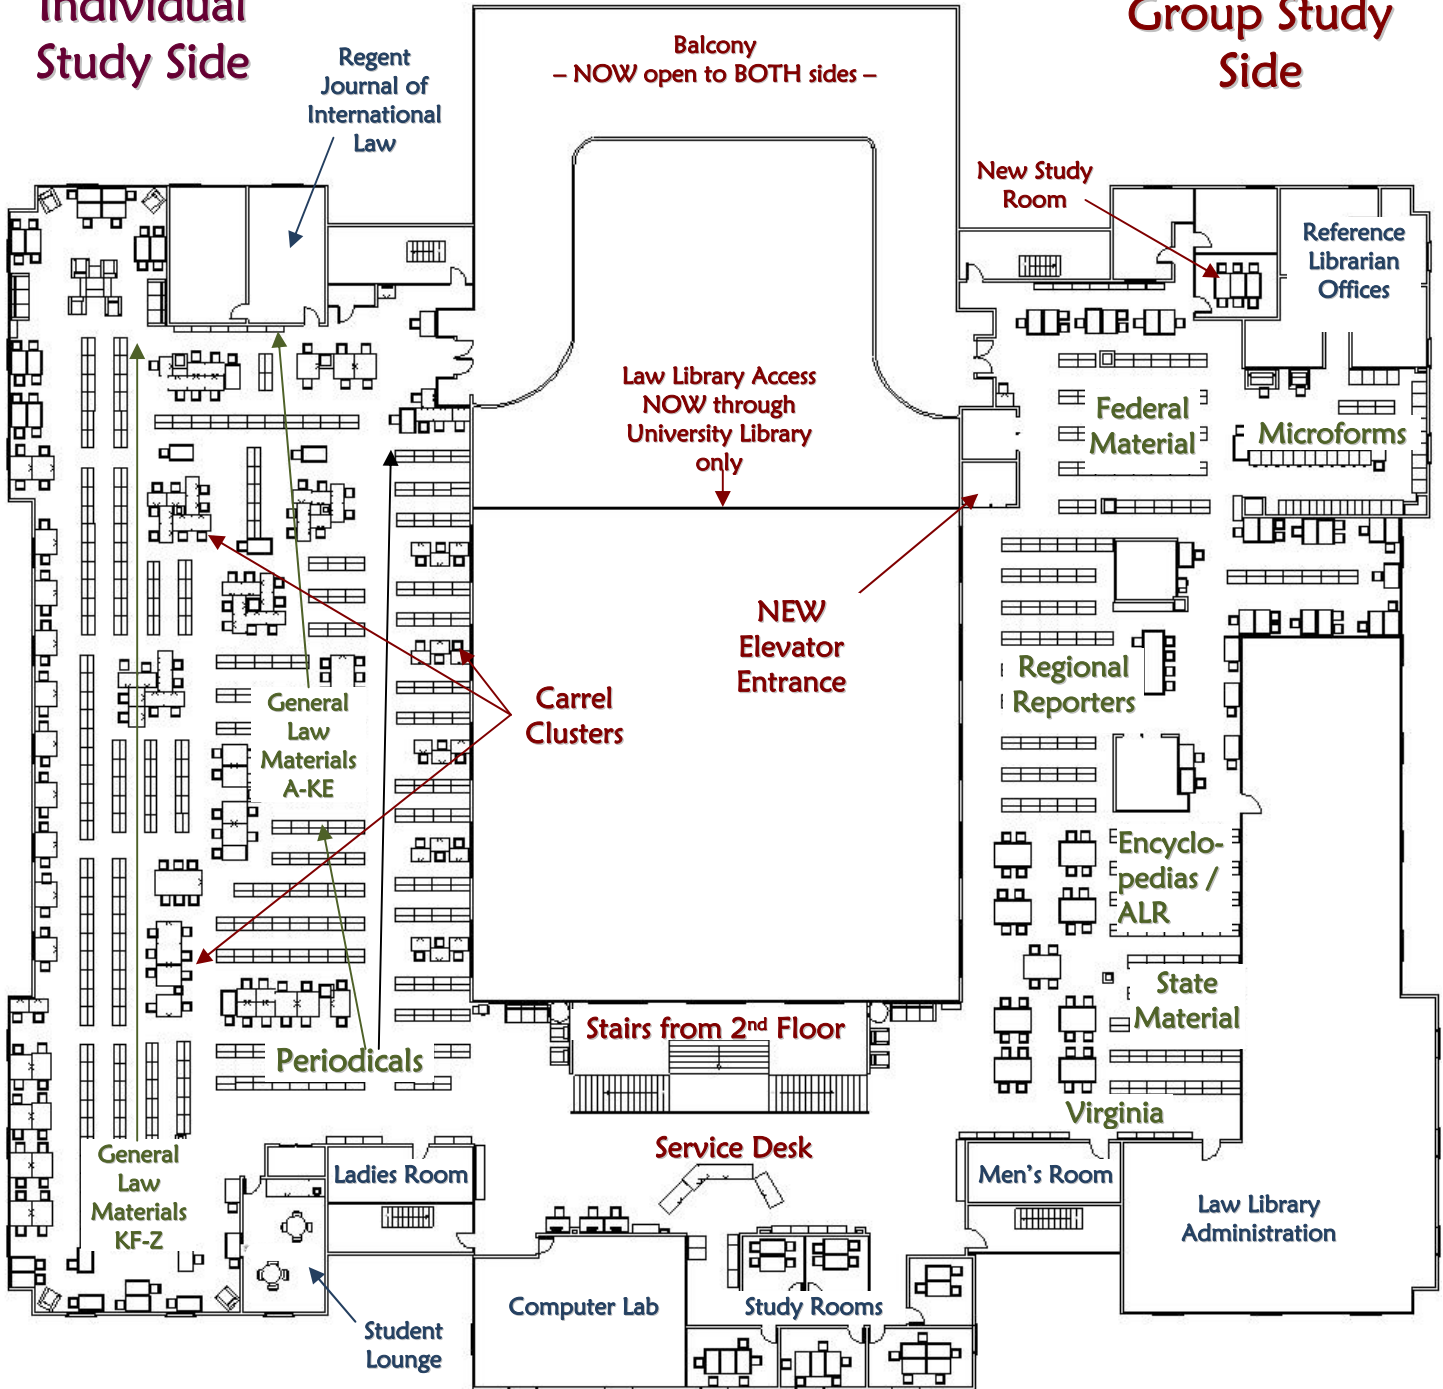 Individual
Study Side
Group Study
Side
Balcony
– NOW open to BOTH sides –
Regent
Journal of
International
Law
New Study
Room
Reference
Librarian
Offices
Law Library Access
NOW through
University Library
only
Federal
Material
Microforms
NEW
Elevator
Entrance
Regional
Reporters
Carrel
Clusters
General
Law
Materials
A-KE
Encyclo-
pedias /
ALR
State
Material
Stairs from 2nd Floor
Periodicals
Virginia
General
Law
Materials
KF-Z
Ladies Room
Service Desk
Men's Room
Law Library
Administration
Computer Lab
Study Rooms
Student
Lounge